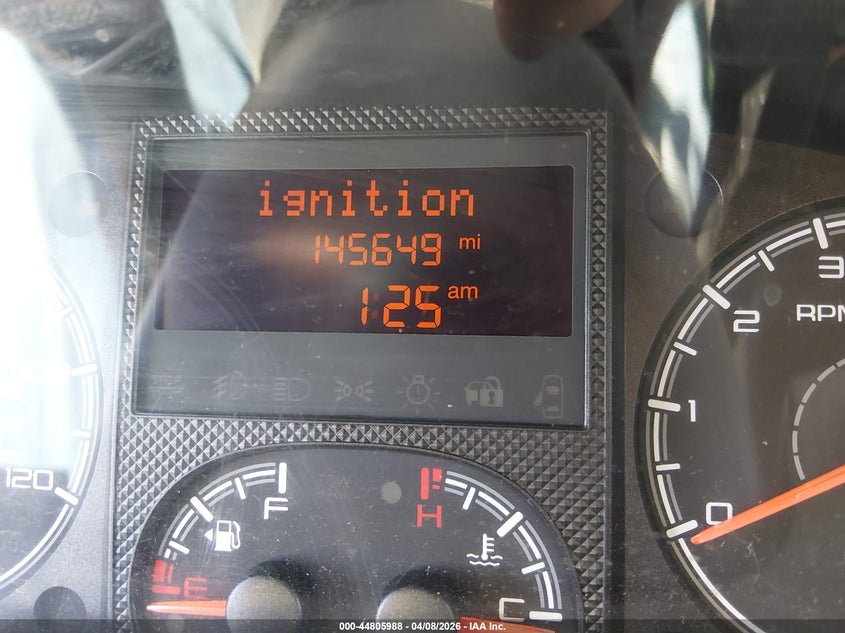 ignition
145649 mi
1:25 am
3
2
RPM
1
0
120
F
E
H
C
000-44805988 - 04/08/2026 - IAA Inc.